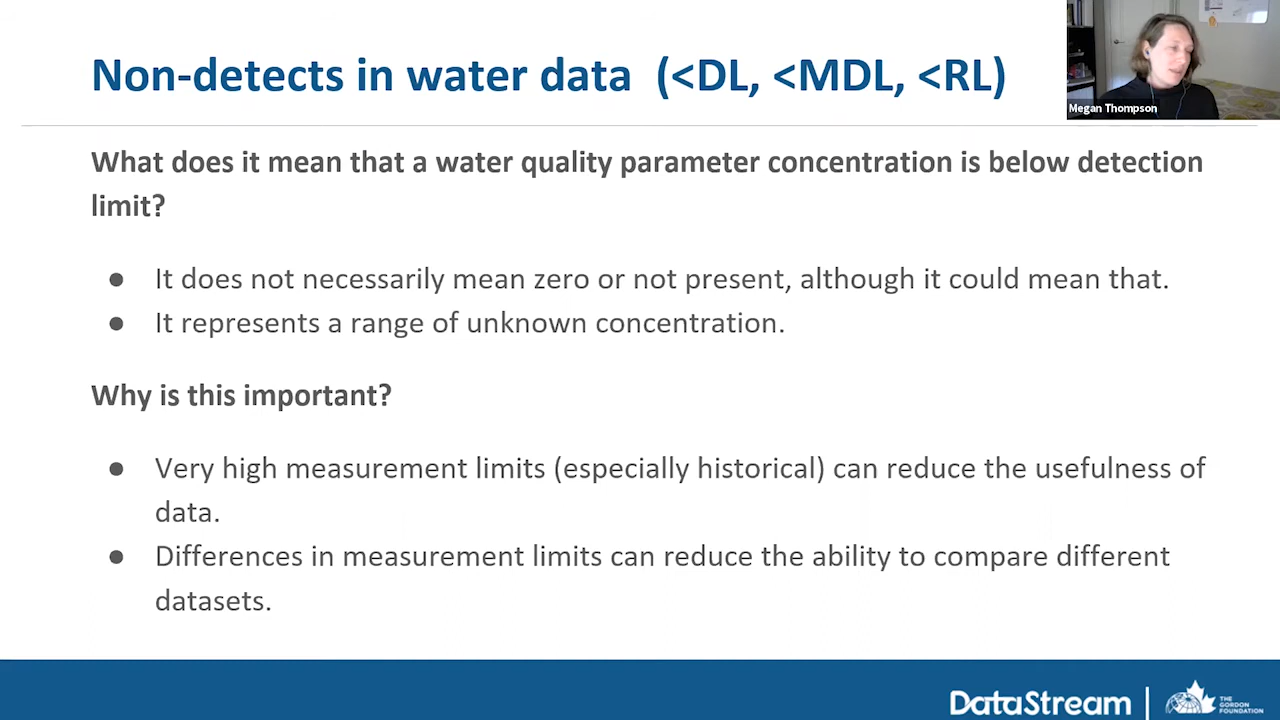 Non-detects in water data (<DL, <MDL, <RL)
Megan Thompson
What does it mean that a water quality parameter concentration is below detection
limit?
● It does not necessarily mean zero or not present, although it could mean that.
● It represents a range of unknown concentration.
Why is this important?
● Very high measurement limits (especially historical) can reduce the usefulness of
data.
● Differences in measurement limits can reduce the ability to compare different
datasets.
DataStream
THE
GORDON
FOUNDATION